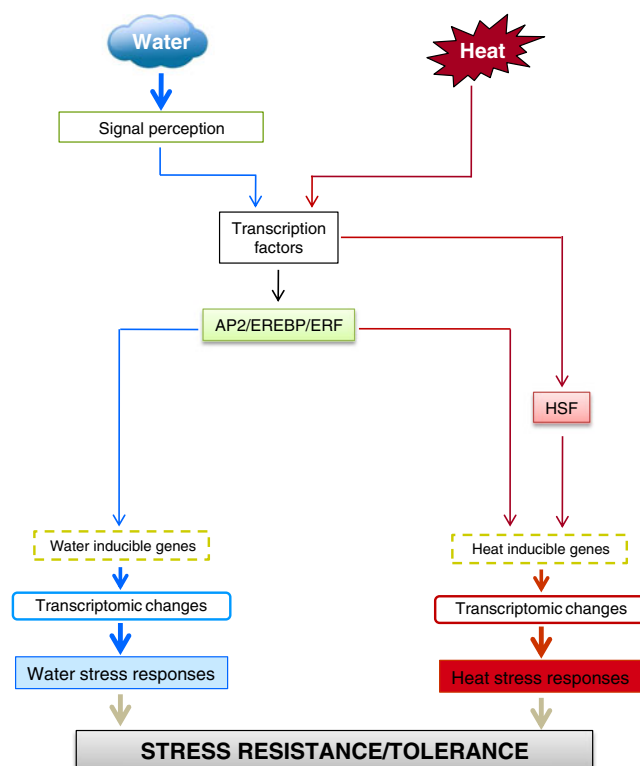 Water
Heat
Signal perception
Transcription
factors
AP2/EREBP/ERF
HSF
Water inducible genes
Heat inducible genes
Transcriptomic changes
Transcriptomic changes
Water stress responses
Heat stress responses
STRESS RESISTANCE/TOLERANCE